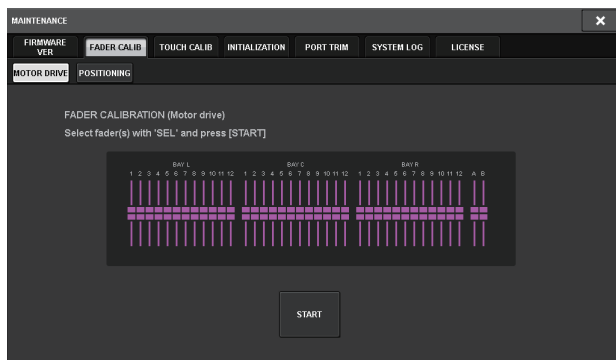 MAINTENANCE
FIRMWARE VER FADER CALIB TOUCH CALIB INITIALIZATION PORT TRIM SYSTEM LOG LICENSE
MOTOR DRIVE POSITIONING
FADER CALIBRATION (Motor drive)
Select fader(s) with 'SEL' and press [START]
BAY L BAY C BAY R
1 2 3 4 5 6 7 8 9 10 11 12 1 2 3 4 5 6 7 8 9 10 11 12 1 2 3 4 5 6 7 8 9 10 11 12 A B
START